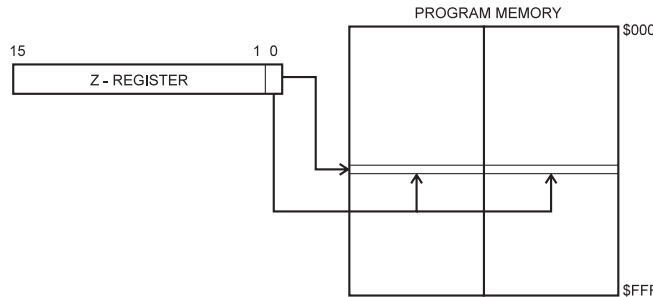 PROGRAM MEMORY
$000
15
1 0
Z - REGISTER
$FFF